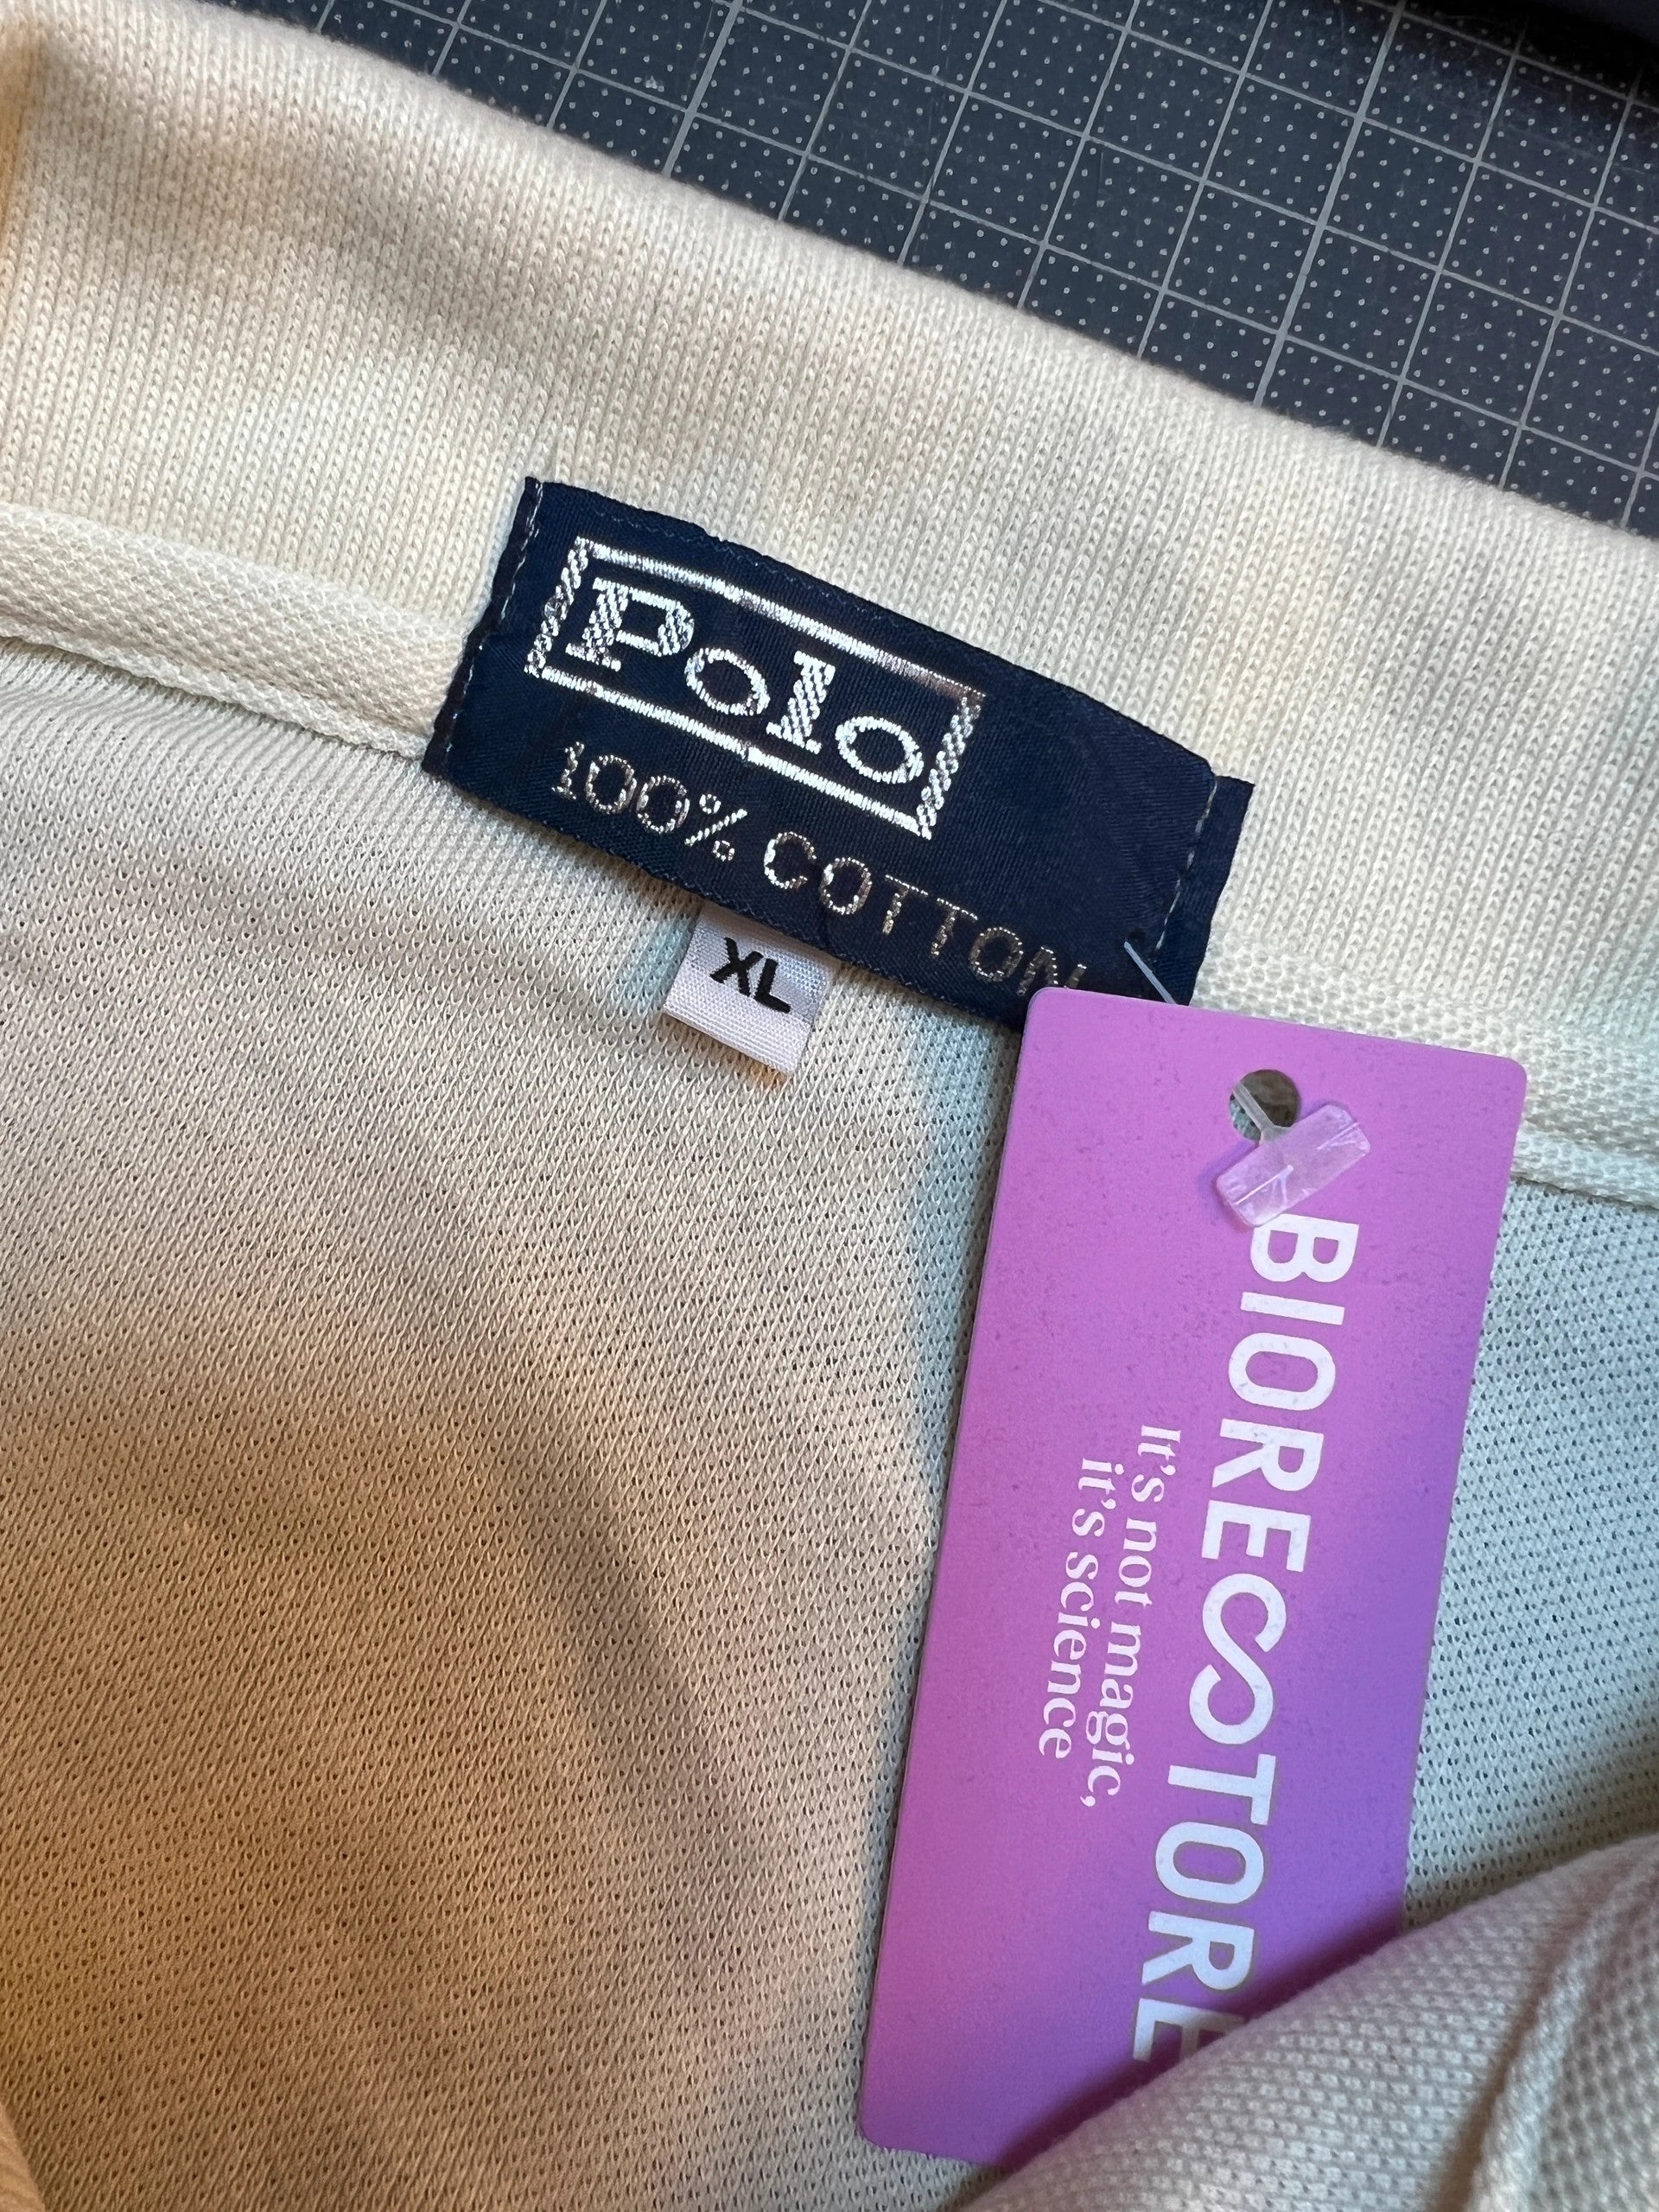 Polo
100% COTTON
XL
BIORESTORE
It's not magic,
it's science